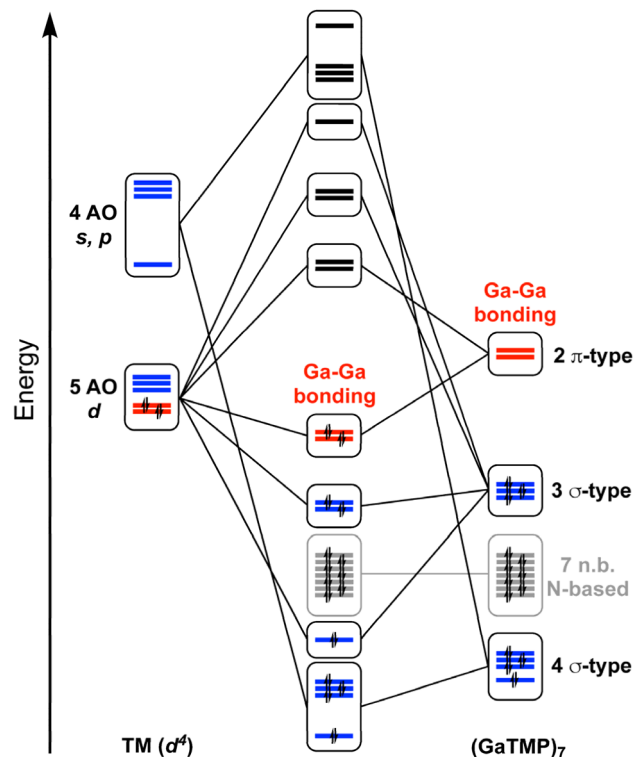 Energy
4 AO
s, p
5 AO
d
Ga-Ga
bonding
Ga-Ga
bonding
2 π-type
3 σ-type
7 n.b.
N-based
4 σ-type
TM (d⁴)
(GaTMP)₇